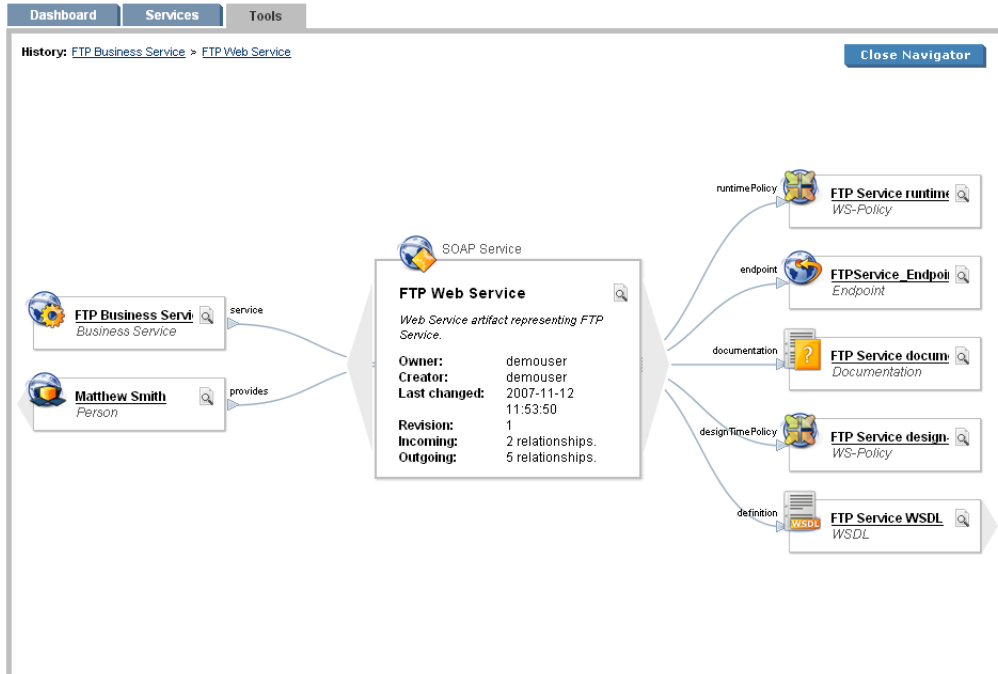 Dashboard Services Tools
History: FTP Business Service > FTP Web Service
Close Navigator
FTP Business Servi
Business Service
service
Matthew Smith
Person
provides
SOAP Service
FTP Web Service
Web Service artifact representing FTP
Service.
Owner: demouser
Creator: demouser
Last changed: 2007-11-12
11:53:50
Revision: 1
Incoming: 2 relationships.
Outgoing: 5 relationships.
runtimePolicy
FTP Service runtime
WS-Policy
endpoint
FTPService_Endpoi
Endpoint
documentation
?
FTP Service docum
Documentation
designTimePolicy
FTP Service design-
WS-Policy
definition
WSDL
FTP Service WSDL
WSDL